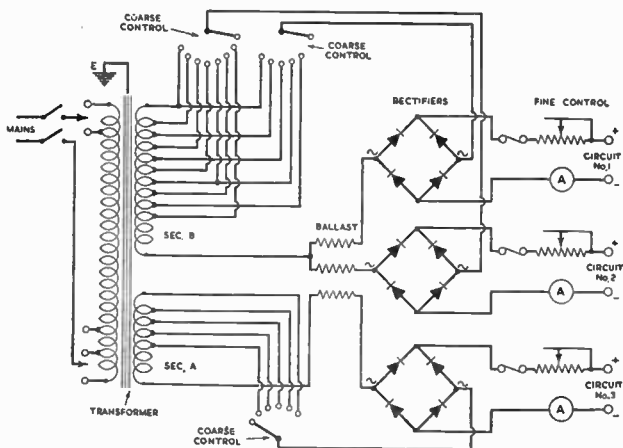 COARSE
CONTROL
COARSE
CONTROL
E
MAINS
RECTIFIERS
FINE CONTROL
+
CIRCUIT
No,1
A
-
SEC, B
BALLAST
+
CIRCUIT
No,2
A
-
SEC, A
+
CIRCUIT
No,3
A
-
TRANSFORMER
COARSE
CONTROL